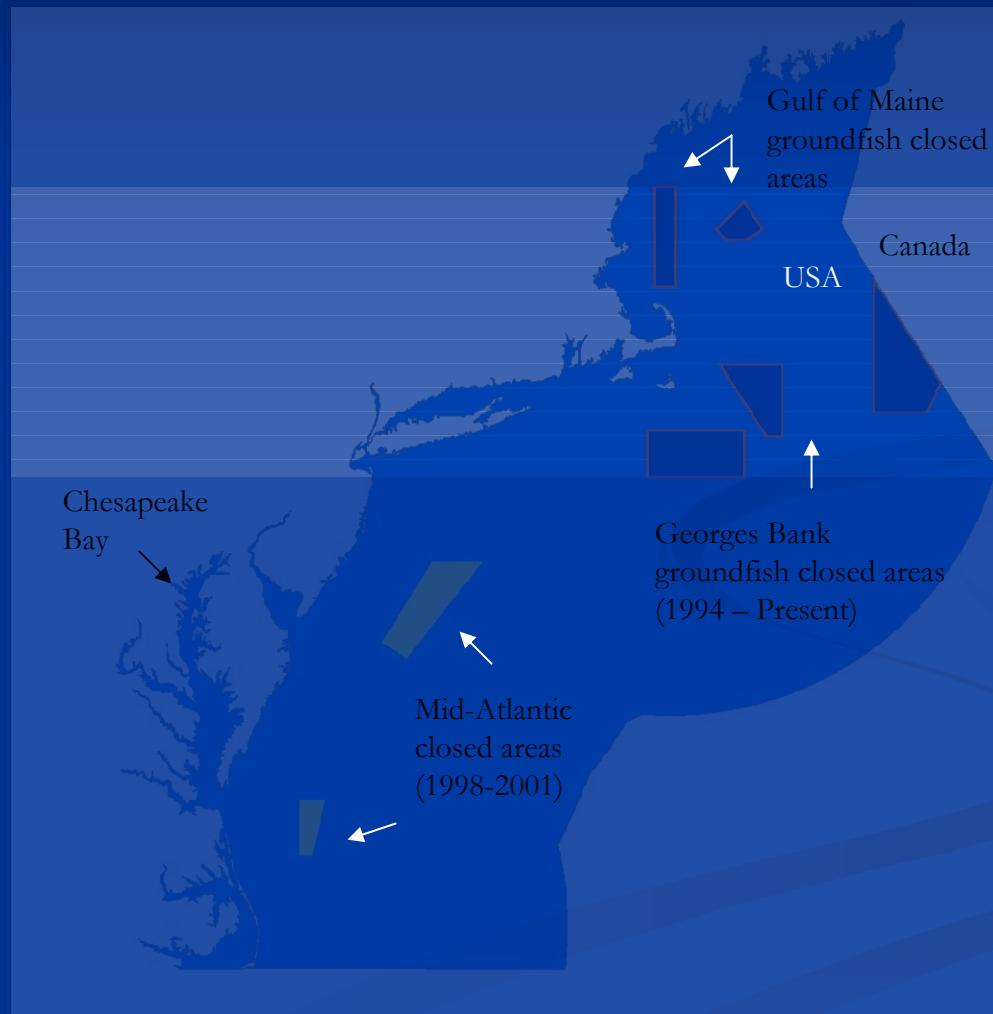 Gulf of Maine
groundfish closed
areas
Canada
USA
Chesapeake
Bay
Georges Bank
groundfish closed areas
(1994 – Present)
Mid-Atlantic
closed areas
(1998-2001)